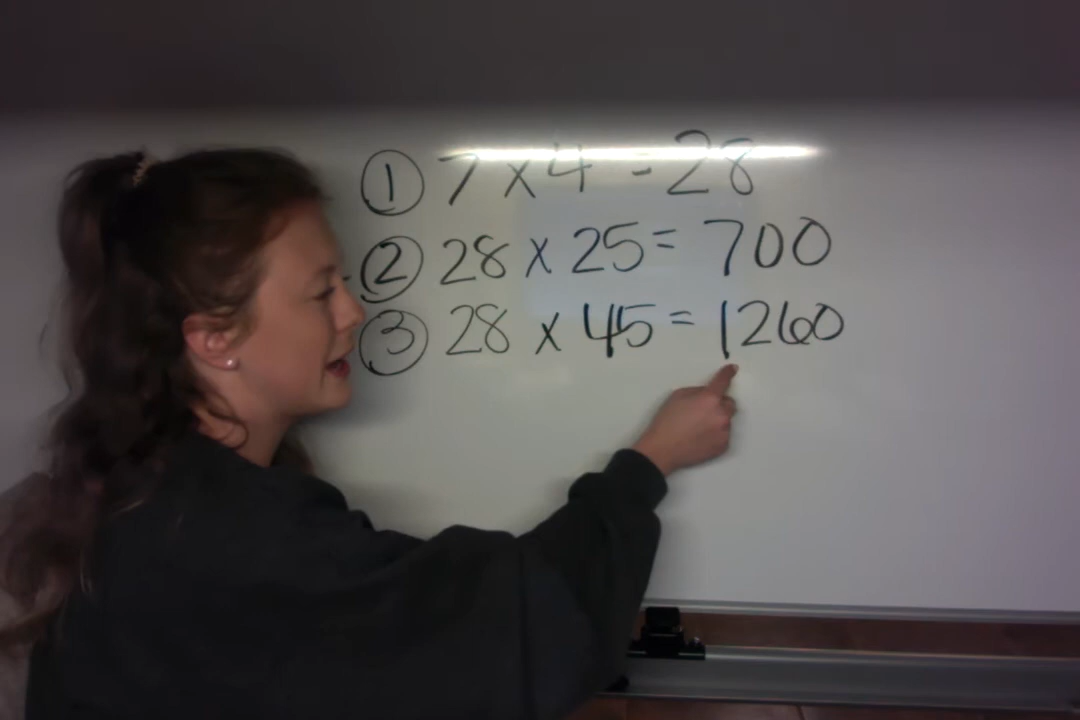 ① 7 x 4 = 28
② 28 x 25 = 700
③ 28 x 45 = 1260